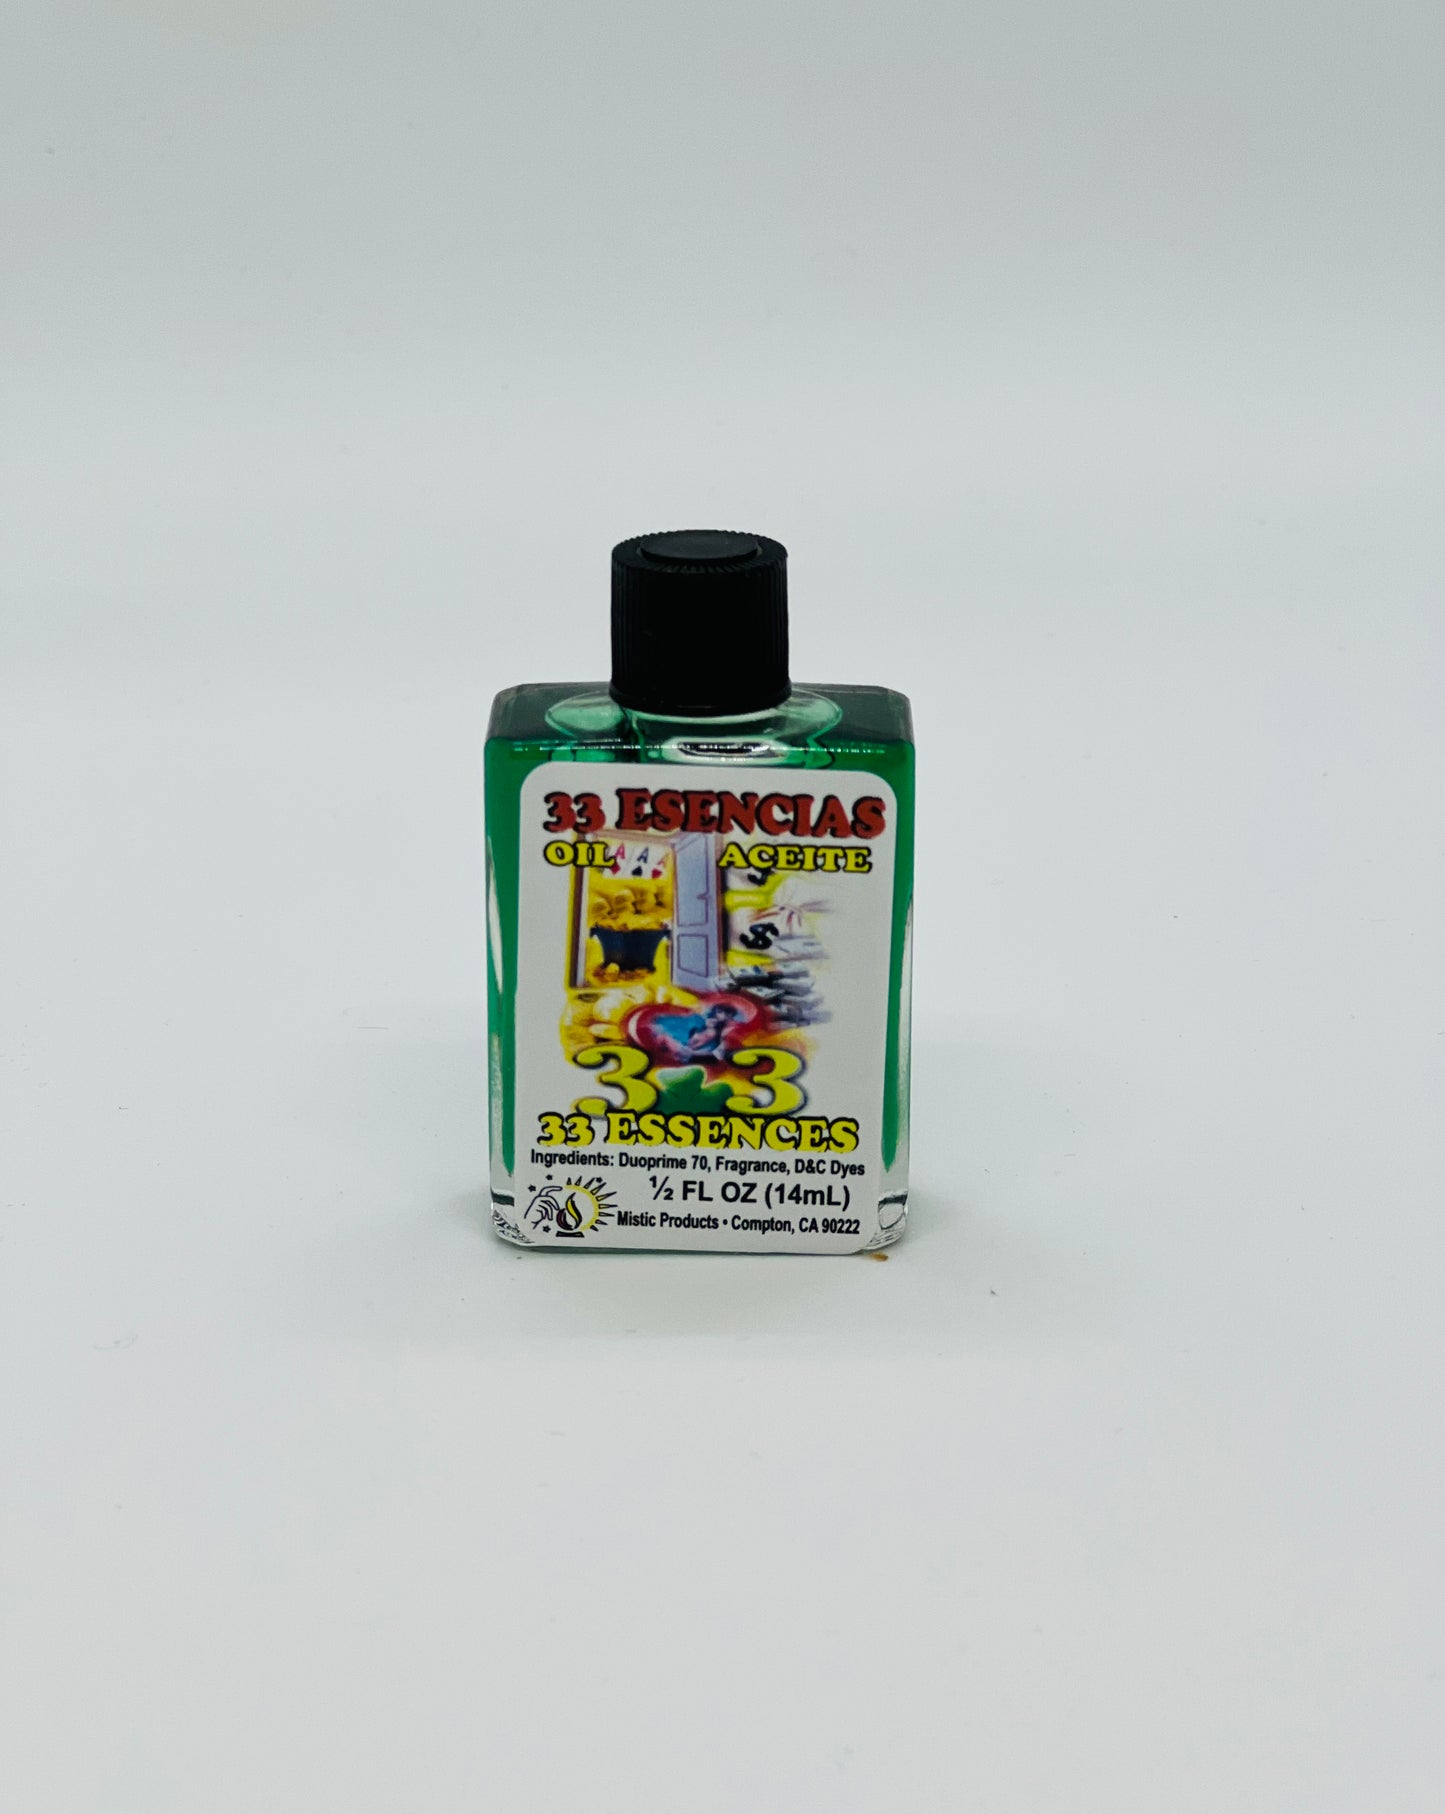 33 ESENCIAS
OIL ACEITE
A A A
33
33 ESSENCES
Ingredients: Duoprime 70, Fragrance, D&C Dyes
½ FL OZ (14mL)
Mistic Products • Compton, CA 90222